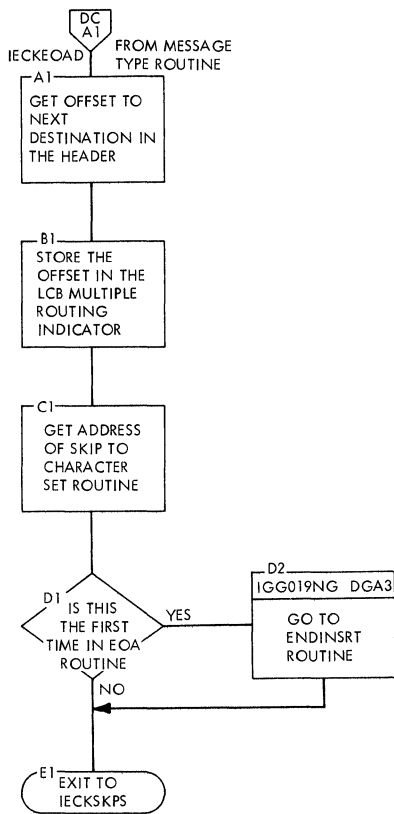 DC
A1
IECKEOAD
FROM MESSAGE
TYPE ROUTINE
A1
GET OFFSET TO
NEXT
DESTINATION IN
THE HEADER
B1
STORE THE
OFFSET IN THE
LCB MULTIPLE
ROUTING
INDICATOR
C1
GET ADDRESS
OF SKIP TO
CHARACTER
SET ROUTINE
D1
IS THIS
THE FIRST
TIME IN EOA
ROUTINE
YES
NO
D2
IGG019NG DGA3
GO TO
ENDINSRT
ROUTINE
E1
EXIT TO
IECKSKPS